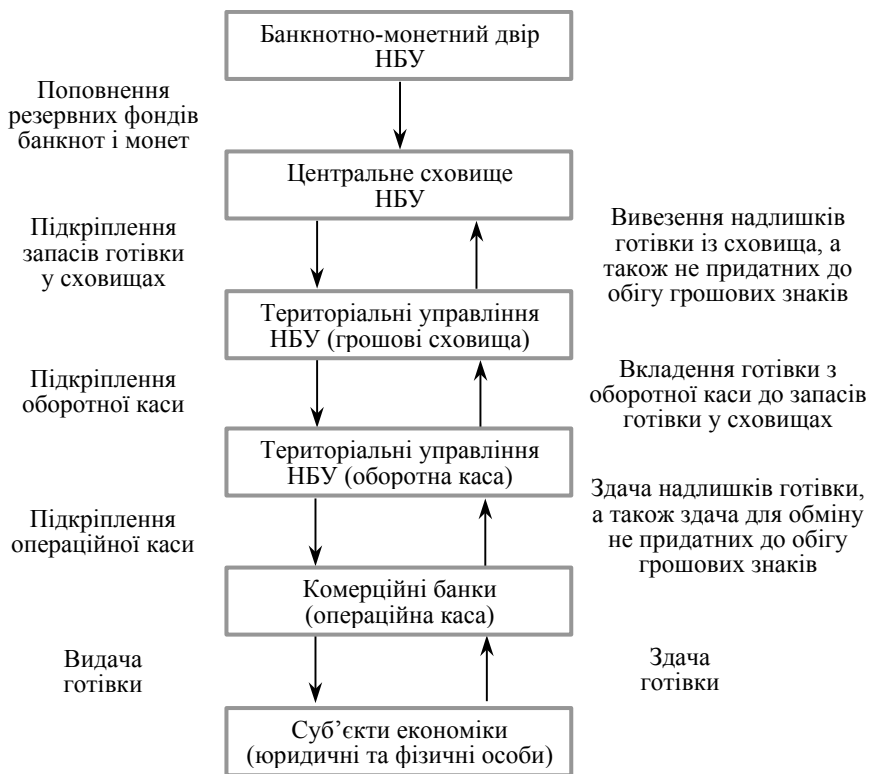 Банкнотно-монетний двір
НБУ
Поповнення
резервних фондів
банкнот і монет
Центральне сховище
НБУ
Підкріплення
запасів готівки
у сховищах
Вивезення надлишків
готівки із сховища, а
також не придатних до
обігу грошових знаків
Територіальні управління
НБУ (грошові сховища)
Підкріплення
оборотної каси
Вкладення готівки з
оборотної каси до запасів
готівки у сховищах
Територіальні управління
НБУ (оборотна каса)
Підкріплення
операційної каси
Здача надлишків готівки,
а також здача для обміну
не придатних до обігу
грошових знаків
Комерційні банки
(операційна каса)
Видача
готівки
Здача
готівки
Суб’єкти економіки
(юридичні та фізичні особи)